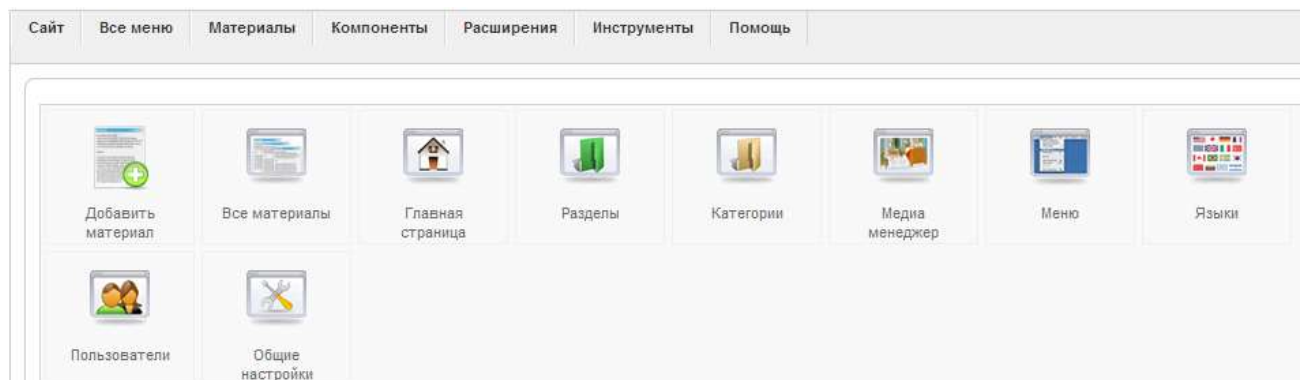 Сайт Все меню Материалы Компоненты Расширения Инструменты Помощь
Добавить материал
Все материалы
Главная страница
Разделы
Категории
Медиа менеджер
Меню
Языки
Пользователи
Общие настройки